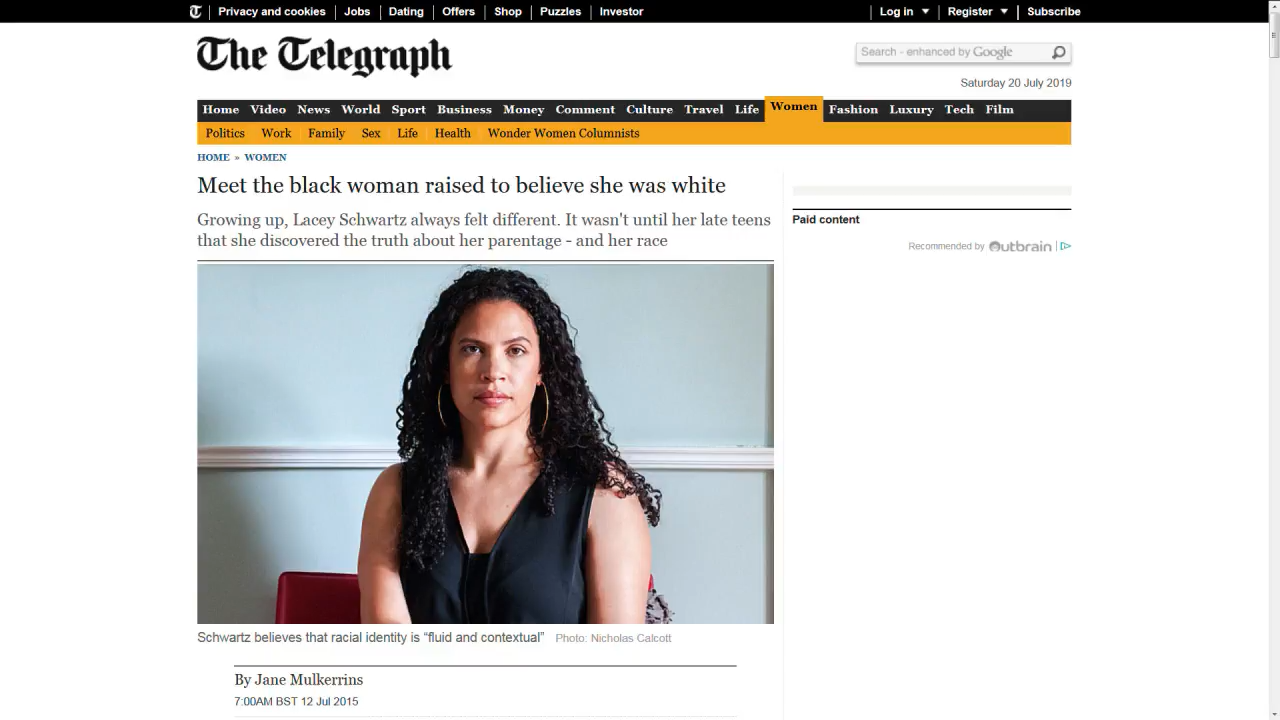 Privacy and cookies Jobs Dating Offers Shop Puzzles Investor Log in Register Subscribe
The Telegraph
Search - enhanced by Google
Saturday 20 July 2019
Home Video News World Sport Business Money Comment Culture Travel Life Women Fashion Luxury Tech Film
Politics Work Family Sex Life Health Wonder Women Columnists
HOME » WOMEN
Meet the black woman raised to believe she was white
Growing up, Lacey Schwartz always felt different. It wasn't until her late teens
that she discovered the truth about her parentage - and her race
Paid content
Recommended by Outbrain
Schwartz believes that racial identity is “fluid and contextual” Photo: Nicholas Calcott
By Jane Mulkerrins
7:00AM BST 12 Jul 2015